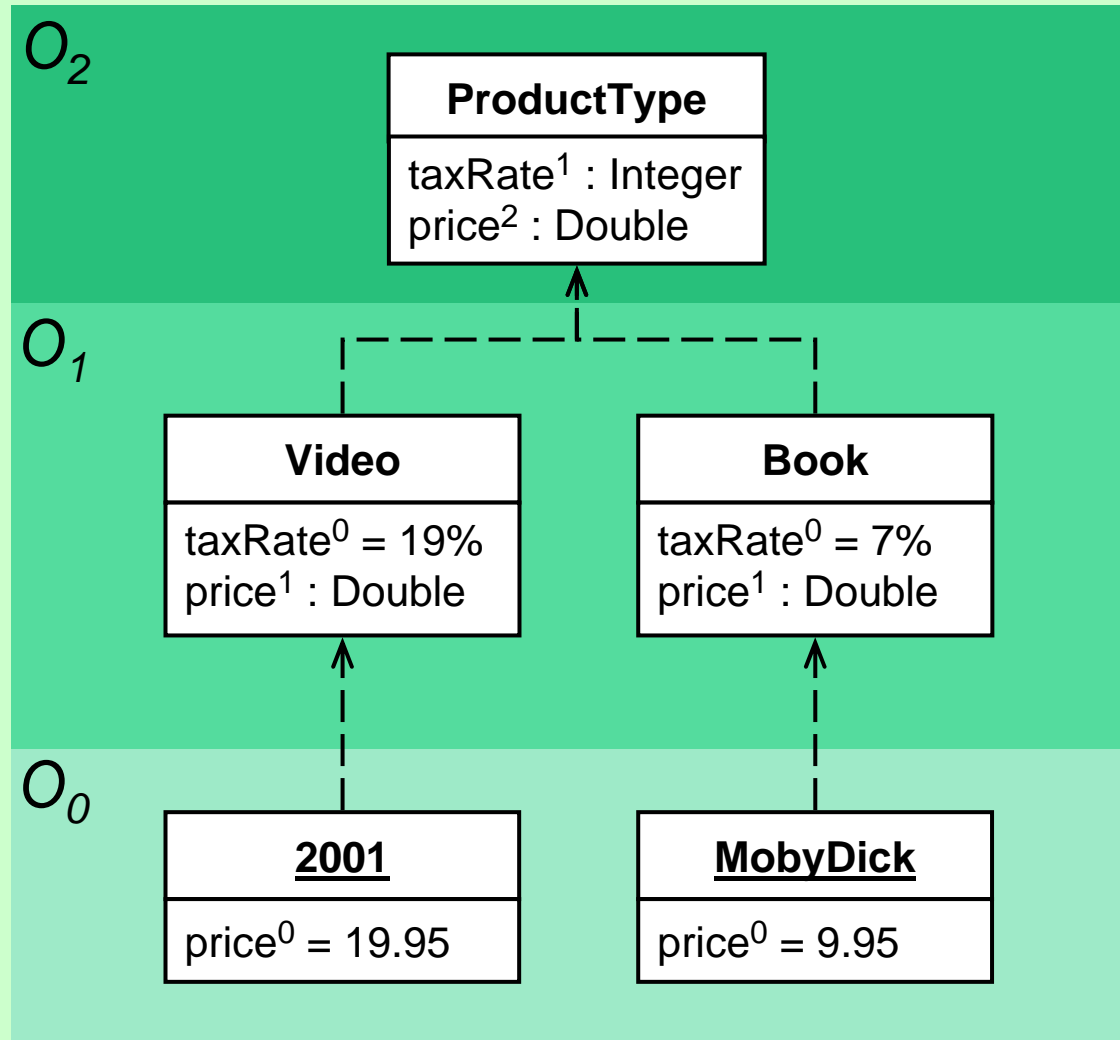 O₂
ProductType
taxRate¹ : Integer
price² : Double
O₁
Video
taxRate⁰ = 19%
price¹ : Double
Book
taxRate⁰ = 7%
price¹ : Double
O₀
2001
price⁰ = 19.95
MobyDick
price⁰ = 9.95